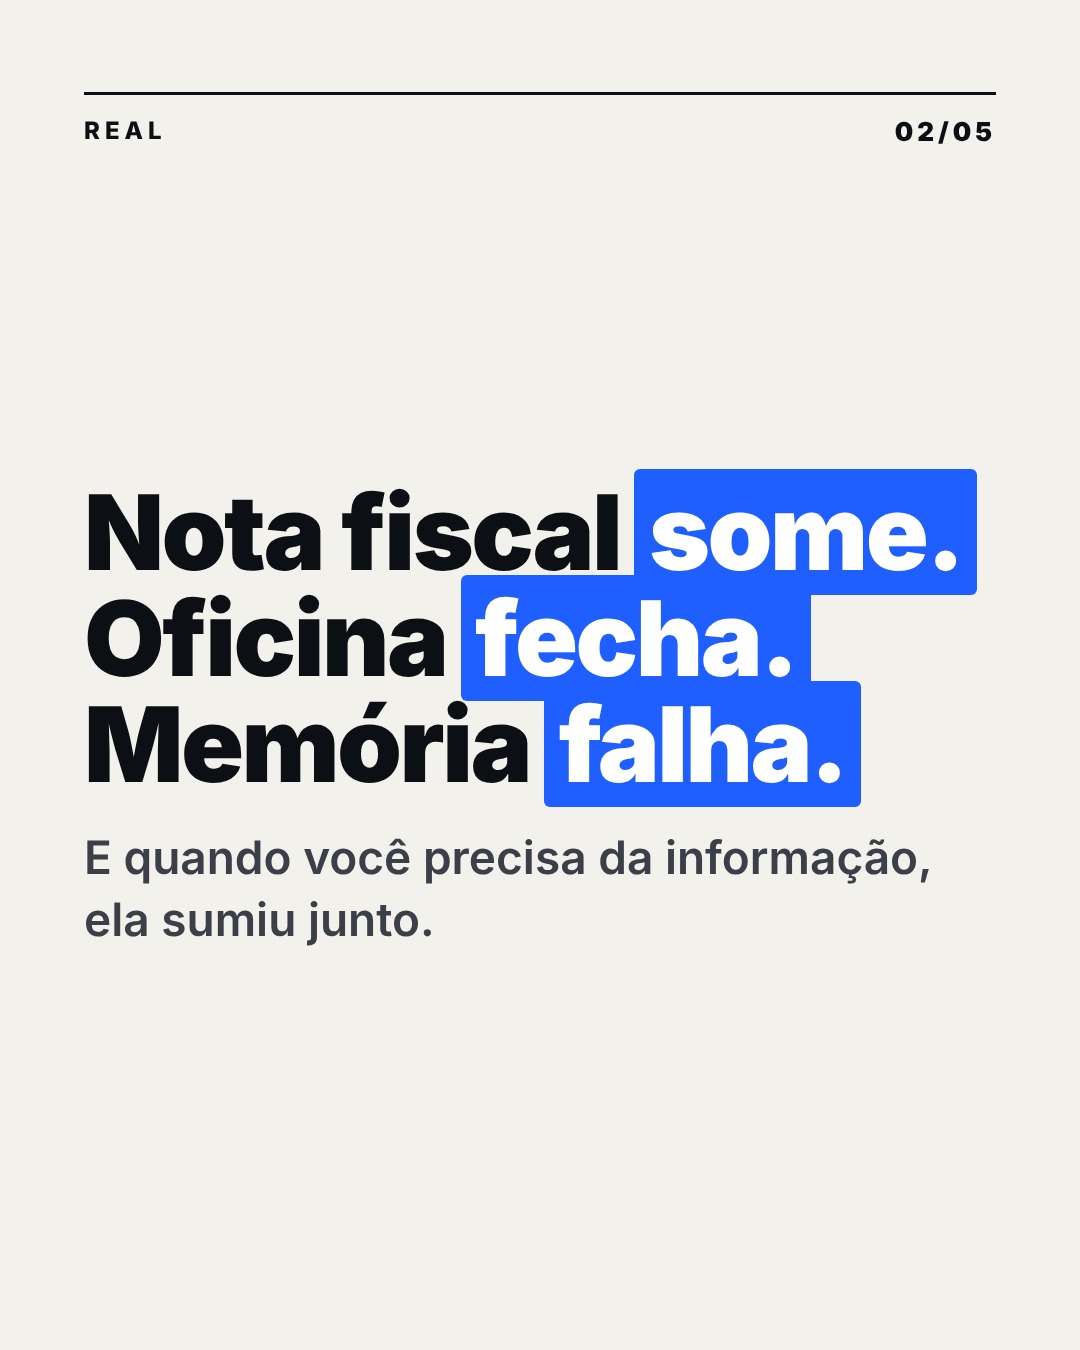 REAL
02/05
Nota fiscal some.
Oficina fecha.
Memória falha.
E quando você precisa da informação,
ela sumiu junto.